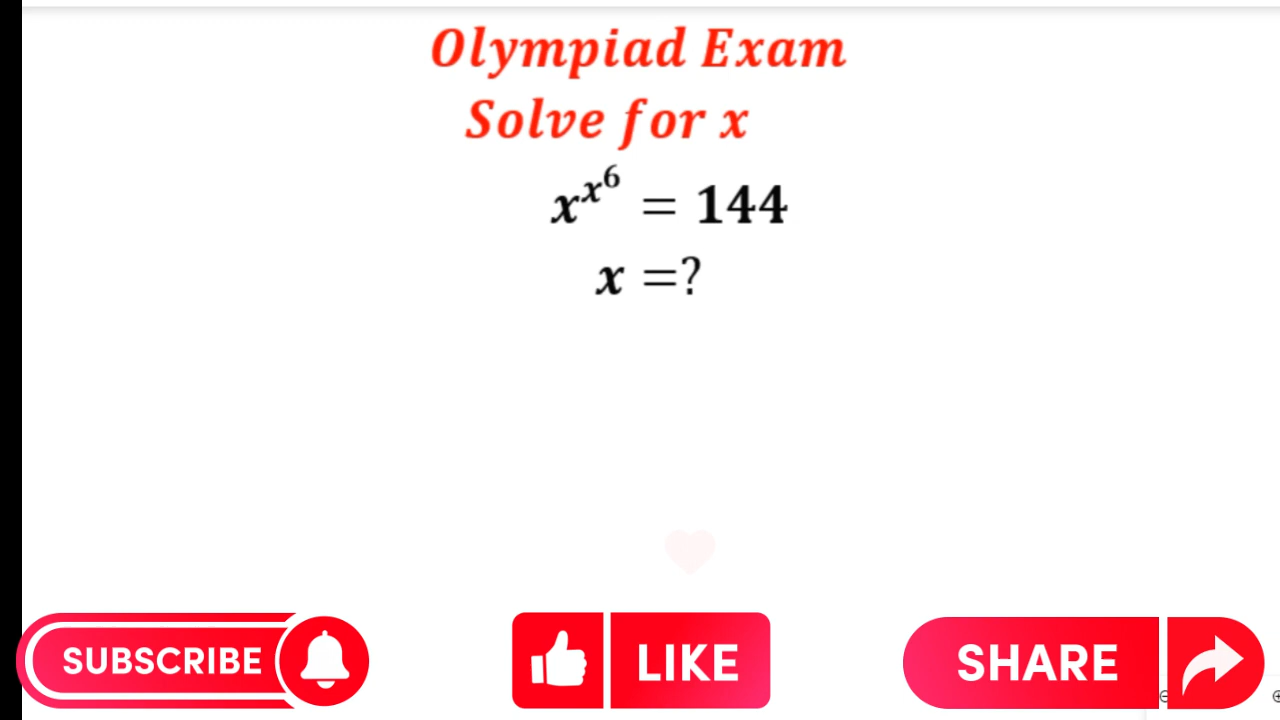 Olympiad Exam
Solve for x
x^{x^6} = 144
x =?
SUBSCRIBE
LIKE
SHARE